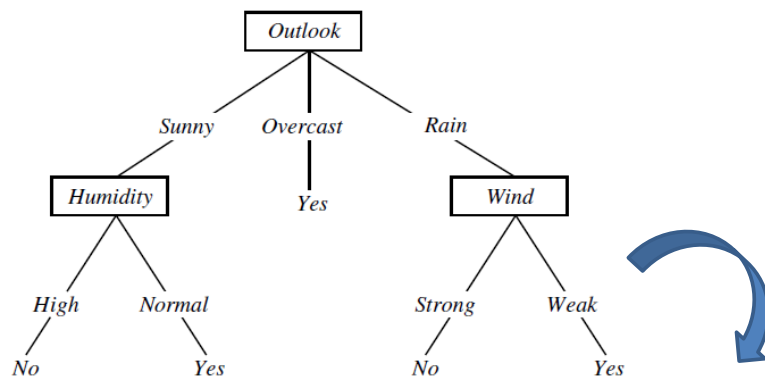 Outlook
Sunny Overcast Rain
Humidity Yes Wind
High Normal Strong Weak
No Yes No Yes